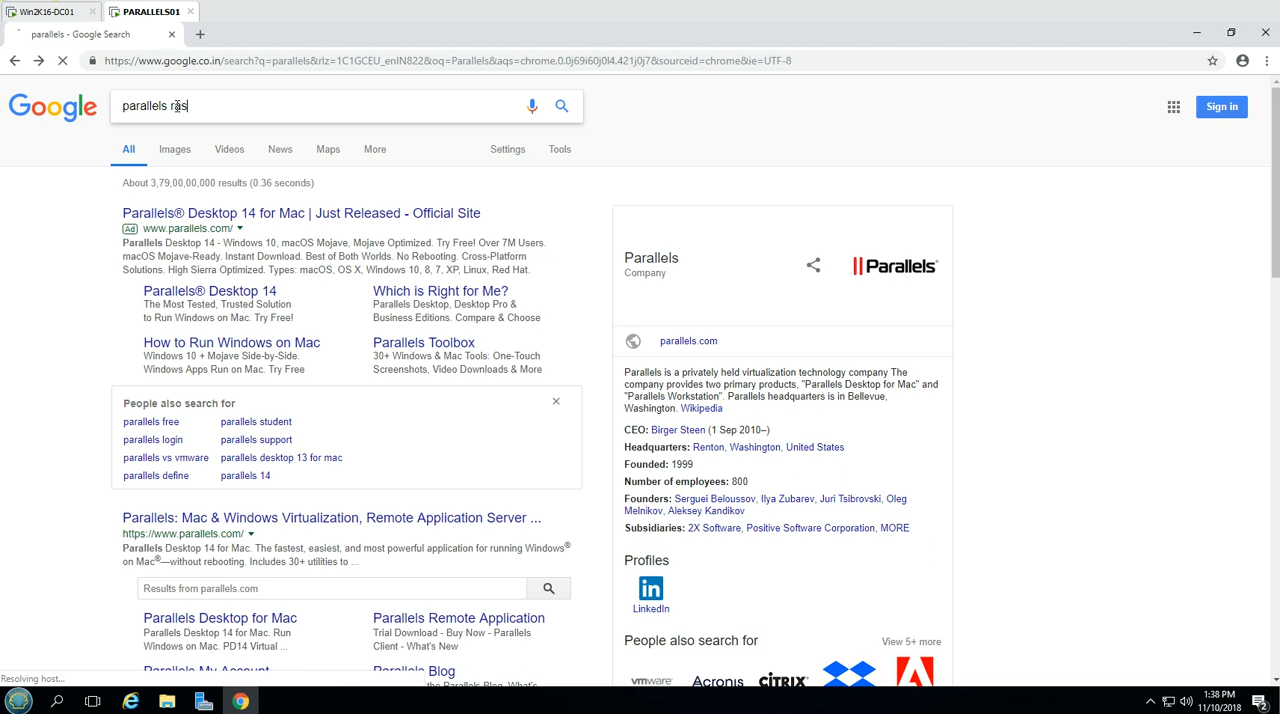 Win2K16-DC01
PARALLELS01
parallels - Google Search
https://www.google.co.in/search?q=parallels&rlz=1C1GCEU_enIN822&oq=Parallels&aqs=chrome.0.0j69i60j0l4.421j0j7&sourceid=chrome&ie=UTF-8
Google
parallels ras
Sign in
All Images Videos News Maps More Settings Tools
About 3,79,00,00,000 results (0.36 seconds)
Parallels® Desktop 14 for Mac | Just Released - Official Site
Ad www.parallels.com/
Parallels Desktop 14 - Windows 10, macOS Mojave, Mojave Optimized. Try Free! Over 7M Users.
macOS Mojave-Ready. Instant Download. Best of Both Worlds. No Rebooting. Cross-Platform
Solutions. High Sierra Optimized. Types: macOS, OS X, Windows 10, 8, 7, XP, Linux, Red Hat.
Parallels® Desktop 14
The Most Tested, Trusted Solution
to Run Windows on Mac. Try Free!
Which is Right for Me?
Parallels Desktop, Desktop Pro &
Business Editions. Compare & Choose
How to Run Windows on Mac
Windows 10 + Mojave Side-by-Side.
Windows Apps Run on Mac. Try Free
Parallels Toolbox
30+ Windows & Mac Tools: One-Touch
Screenshots, Video Downloads & More
People also search for
parallels free
parallels student
parallels login
parallels support
parallels vs vmware
parallels desktop 13 for mac
parallels define
parallels 14
Parallels: Mac & Windows Virtualization, Remote Application Server ...
https://www.parallels.com/
Parallels Desktop 14 for Mac. The fastest, easiest, and most powerful application for running Windows®
on Mac®—without rebooting. Includes 30+ utilities to ...
Results from parallels.com
Parallels Desktop for Mac
Parallels Desktop 14 for Mac. Run
Windows on Mac. PD14 Virtual ...
Parallels Remote Application
Trial Download - Buy Now - Parallels
Client - What's New
Parallels My Account
Parallels Blog
the Parallels Blog. What's
Parallels
Company
Parallels
parallels.com
Parallels is a privately held virtualization technology company The
company provides two primary products, "Parallels Desktop for Mac" and
"Parallels Workstation". Parallels headquarters is in Bellevue,
Washington. Wikipedia
CEO: Birger Steen (1 Sep 2010–)
Headquarters: Renton, Washington, United States
Founded: 1999
Number of employees: 800
Founders: Serguei Beloussov, Ilya Zubarev, Juri Tsibrovski, Oleg
Melnikov, Aleksey Kandikov
Subsidiaries: 2X Software, Positive Software Corporation, MORE
Profiles
LinkedIn
People also search for
View 5+ more
vmware
Acronis
CITRIX
Resolving host...
1:38 PM
11/10/2018
2